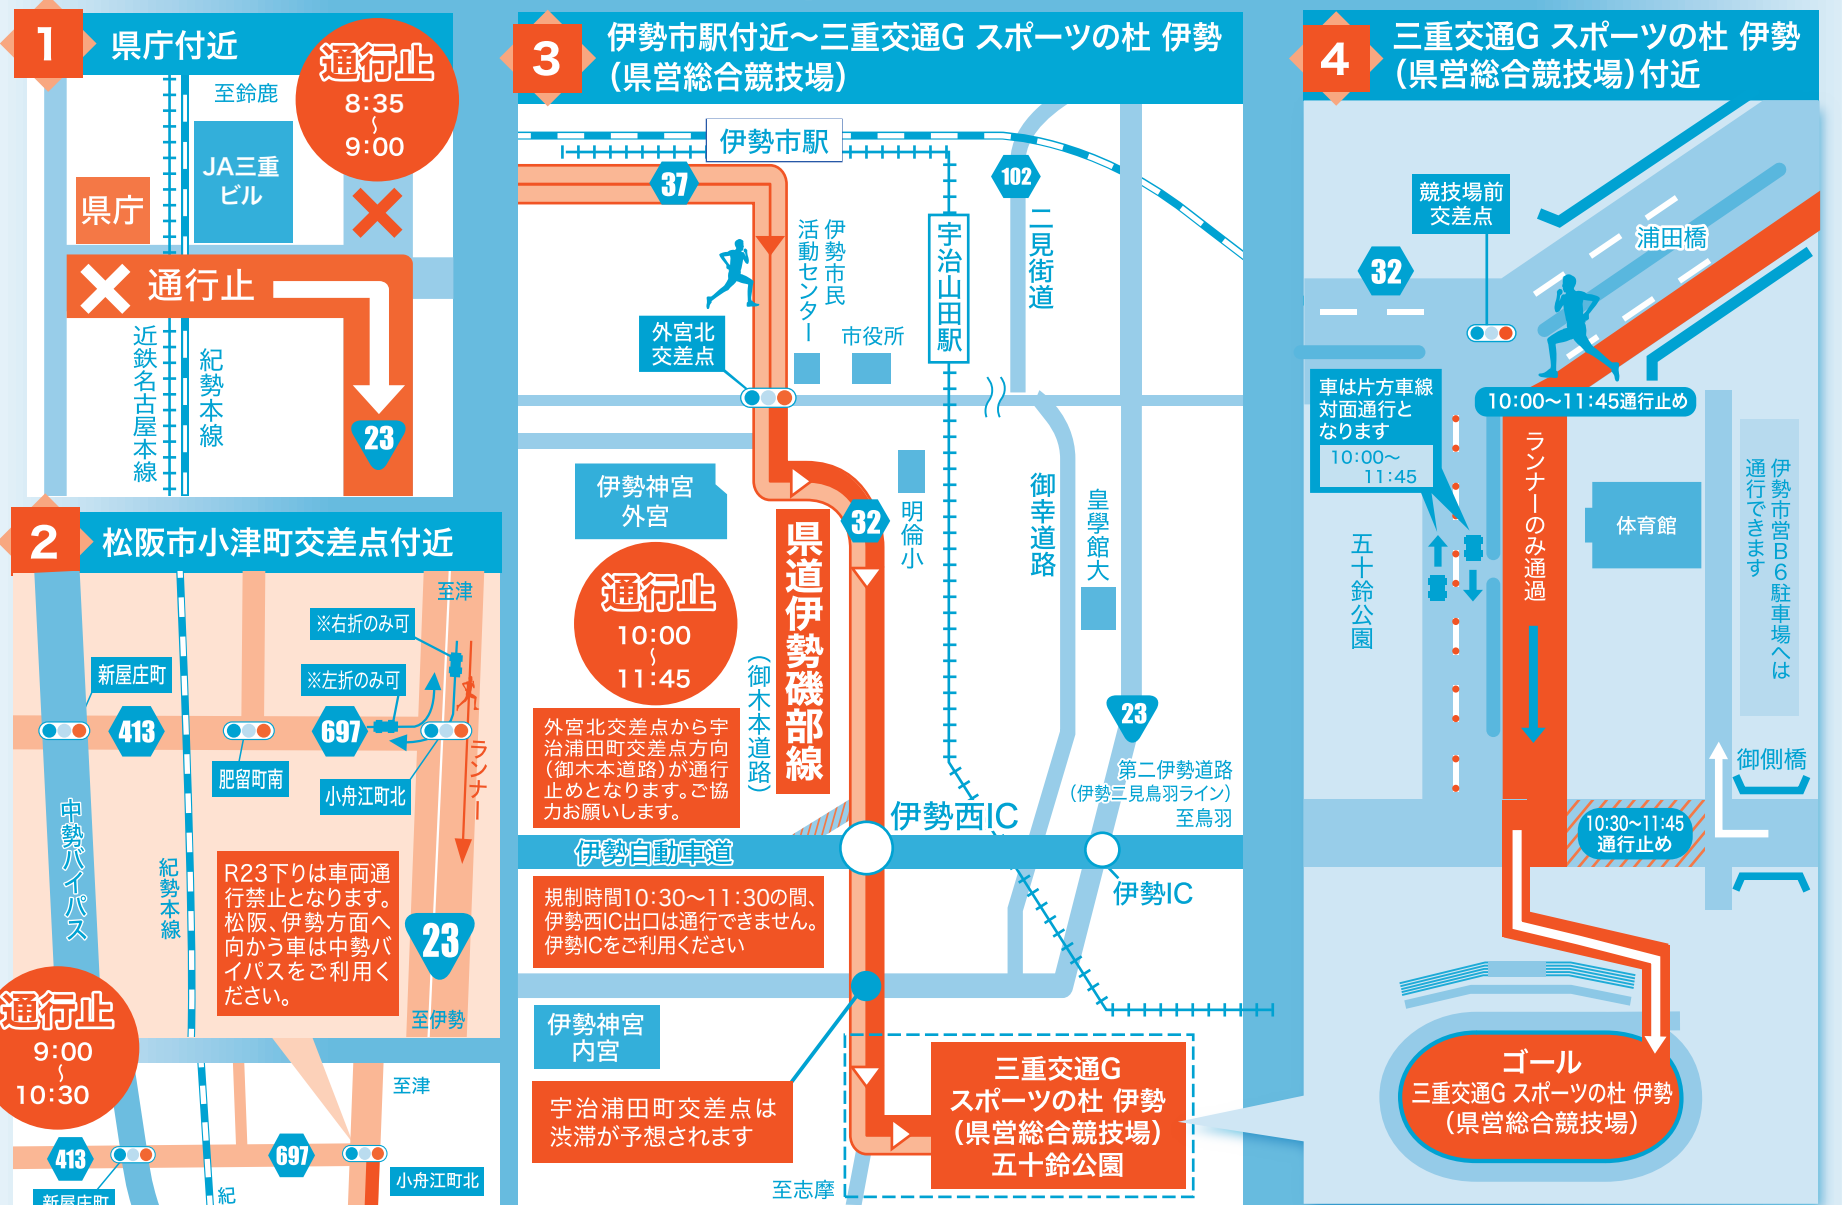 1
県庁付近
通行止
8:35
〜
9:00
至鈴鹿
JA三重
ビル
県庁
通行止
近鉄名古屋本線
紀勢本線
23
2
松阪市小津町交差点付近
至津
※右折のみ可
新屋庄町
※左折のみ可
413
697
肥留町南
小舟江町北
ランナー
中勢バイパス
紀勢本線
R23下りは車両通
行禁止となります。
松阪、伊勢方面へ
向かう車は中勢バ
イパスをご利用く
ださい。
23
至伊勢
通行止
9:00
〜
10:30
至津
413
697
新屋庄町
小舟江町北
紀
3
伊勢市駅付近〜三重交通G スポーツの杜 伊勢
(県営総合競技場)
伊勢市駅
37
102
伊勢市民
活動センター
宇治山田駅
二見街道
外宮北
交差点
市役所
伊勢神宮
外宮
32
明倫小
御幸道路
皇學館大
通行止
10:00
〜
11:45
県道伊勢磯部線
(御木本道路)
外宮北交差点から宇
治浦田町交差点方向
(御木本道路)が通行
止めとなります。ご協
力お願いします。
23
第二伊勢道路
(伊勢二見鳥羽ライン)
至鳥羽
伊勢西IC
伊勢自動車道
規制時間10:30〜11:30の間、
伊勢西IC出口は通行できません。
伊勢ICをご利用ください
伊勢IC
伊勢神宮
内宮
宇治浦田町交差点は
渋滞が予想されます
三重交通G
スポーツの杜 伊勢
(県営総合競技場)
五十鈴公園
至志摩
4
三重交通G スポーツの杜 伊勢
(県営総合競技場)付近
競技場前
交差点
浦田橋
32
車は片方車線
対面通行と
なります
10:00〜
11:45
10:00〜11:45通行止め
ランナーのみ通過
伊勢市営B6駐車場へは
通行できます
体育館
五十鈴公園
御側橋
10:30〜11:45
通行止め
ゴール
三重交通G スポーツの杜 伊勢
(県営総合競技場)